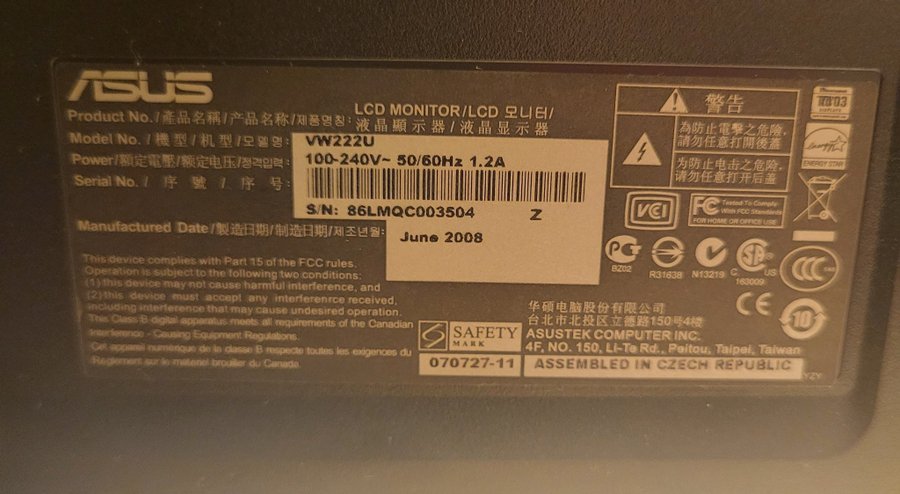 ASUS
Product No./產品名稱/产品名称/제품명칭: LCD MONITOR/LCD 모니터/
液晶顯示器/液晶显示器
Model No./機型/机型/모델명: VW222U
Power/額定電壓/额定电压/정격입력: 100-240V~ 50/60Hz 1.2A
Serial No./序號/序号:
S/N: 86LMQC003504 Z
Manufactured Date/製造日期/制造日期/제조년월: June 2008
This device complies with Part 15 of the FCC rules.
Operation is subject to the following two conditions:
(1) this device may not cause harmful interference, and
(2) this device must accept any interferenrce received,
including interference that may cause undesired operation.
This Class B digital apparatus meets all requirements of the Canadian
Interference - Causing Equipment Regulations.
Cet appareil numérique de la classe B respecte toutes les exigences du
Règlement sur le matériel brouiller du Canada.
SAFETY
MARK
070727-11
警告
為防止電擊之危險,
請勿任意打開後蓋
为防止电击之危险,
请勿任意打开后盖
VCI
FC Tested To Comply
With FCC Standards
FOR HOME OR OFFICE USE
03
ENERGY STAR
BZ02
R31638
N13219
C. US
163009
CCC
CE
10
华硕电脑股份有限公司
台北市北投区立德路150号4楼
ASUSTEK COMPUTER INC.
4F, NO. 150, Li-Te Rd., Peitou, Taipei, Taiwan
ASSEMBLED IN CZECH REPUBLIC
YZY